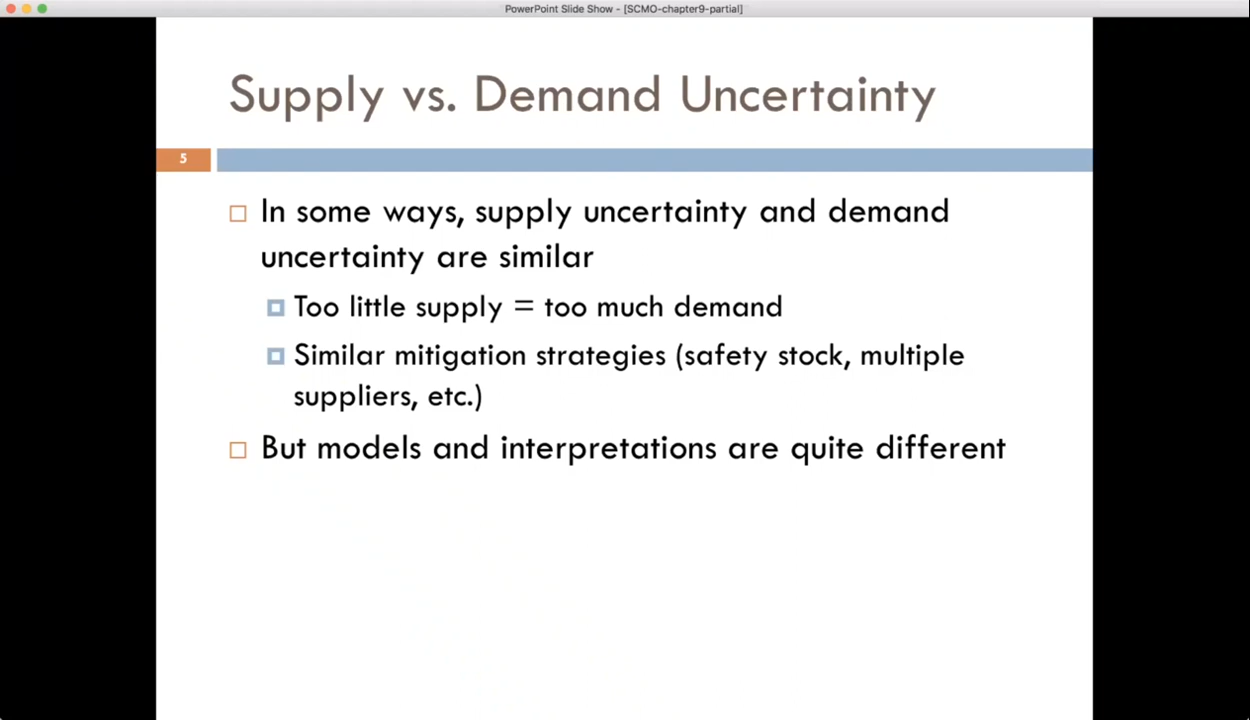 PowerPoint Slide Show - [SCMO-chapter9-partial]
Supply vs. Demand Uncertainty
5
In some ways, supply uncertainty and demand
uncertainty are similar
Too little supply = too much demand
Similar mitigation strategies (safety stock, multiple
suppliers, etc.)
But models and interpretations are quite different